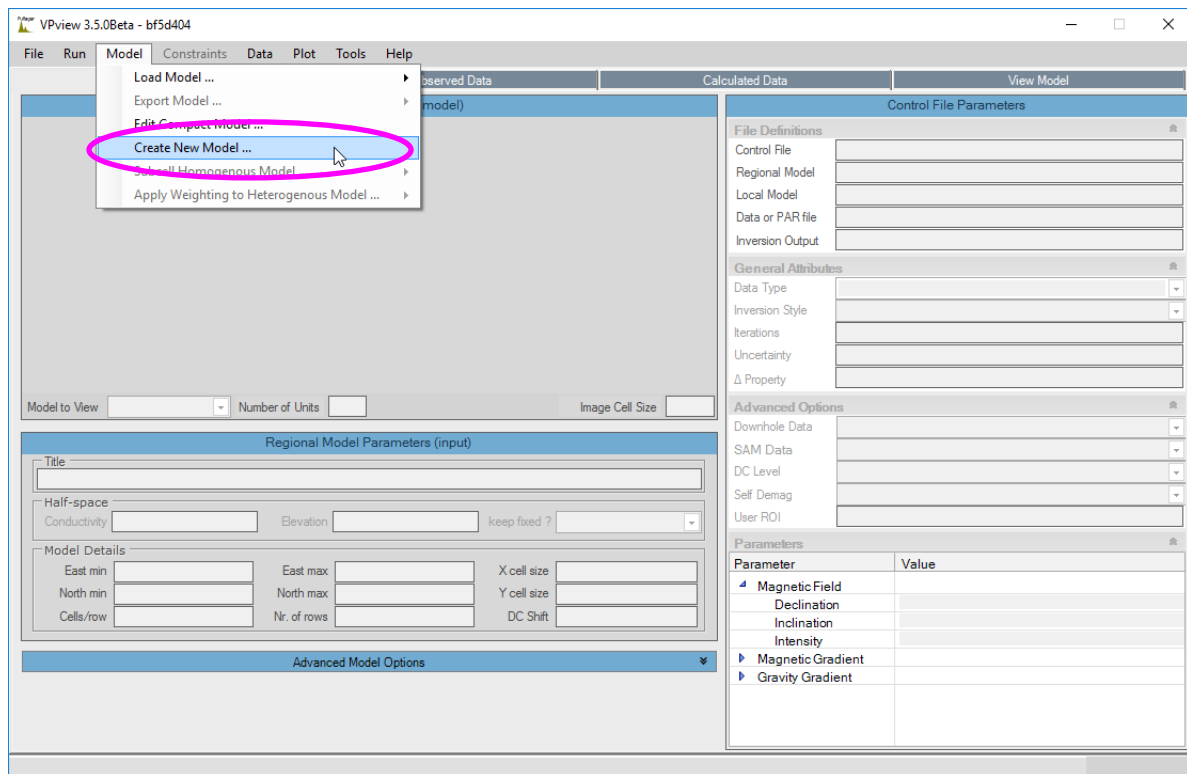 VPview 3.5.0Beta - bf5d404
File Run Model Constraints Data Plot Tools Help
Load Model ...
Export Model ...
Edit Compact Model ...
Create New Model ...
Subcell Homogenous Model
Apply Weighting to Heterogenous Model ...
bserved Data Calculated Data View Model
model)
Model to View Number of Units Image Cell Size
Regional Model Parameters (input)
Title
Half-space
Conductivity Elevation keep fixed ?
Model Details
East min East max X cell size
North min North max Y cell size
Cells/row Nr. of rows DC Shift
Advanced Model Options
Control File Parameters
File Definitions
Control File
Regional Model
Local Model
Data or PAR file
Inversion Output
General Attributes
Data Type
Inversion Style
Iterations
Uncertainty
Δ Property
Advanced Options
Downhole Data
SAM Data
DC Level
Self Demag
User ROI
Parameters
Parameter Value
Magnetic Field
Declination
Inclination
Intensity
Magnetic Gradient
Gravity Gradient